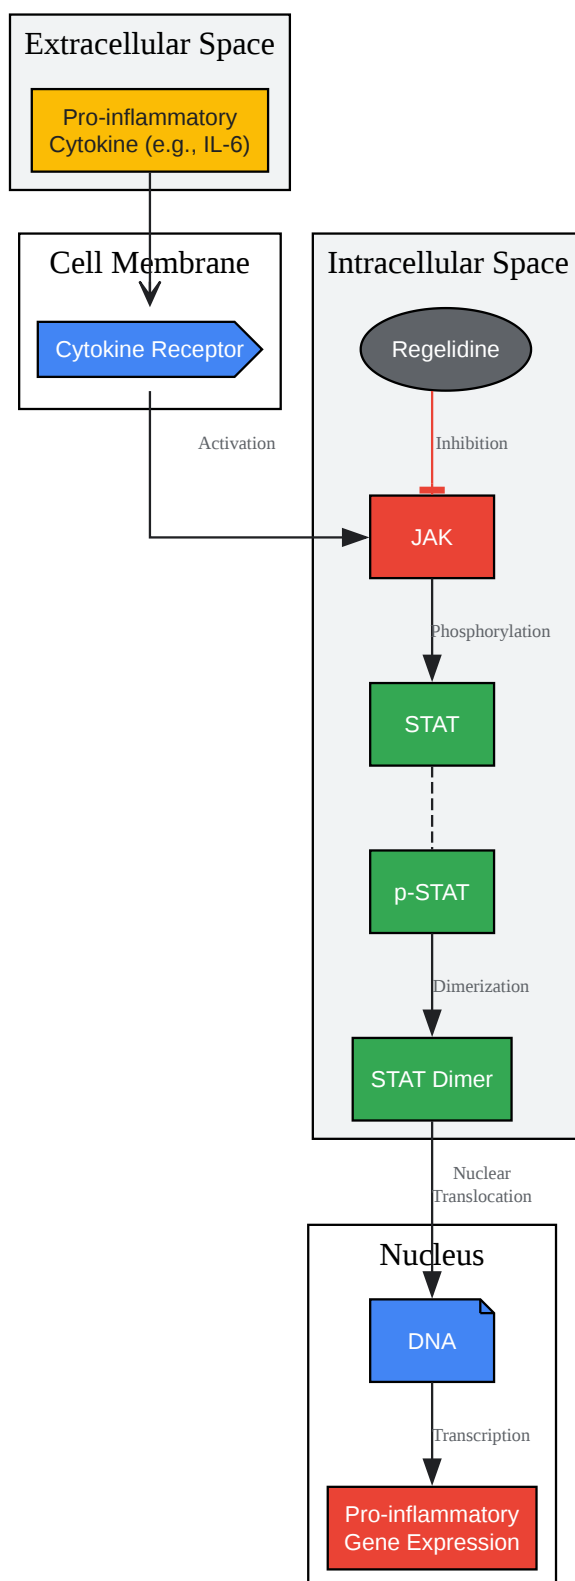 Extracellular Space
Pro-inflammatory
Cytokine (e.g., IL-6)
Cell Membrane
Cytokine Receptor
Activation
Intracellular Space
Regelidine
Inhibition
JAK
Phosphorylation
STAT
p-STAT
Dimerization
STAT Dimer
Nuclear
Translocation
Nucleus
DNA
Transcription
Pro-inflammatory
Gene Expression